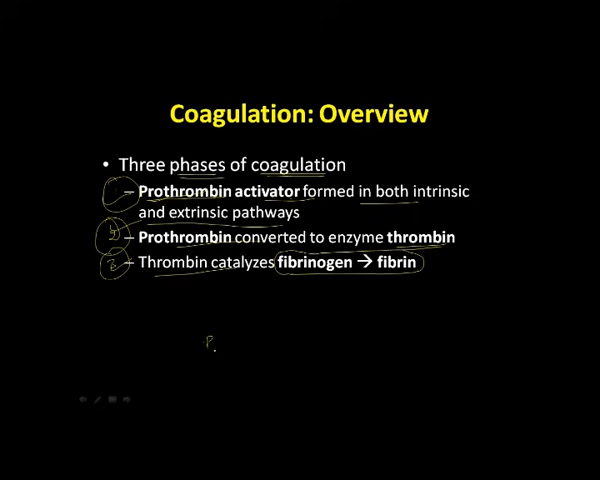 Coagulation: Overview
• Three phases of coagulation
– Prothrombin activator formed in both intrinsic
and extrinsic pathways
– Prothrombin converted to enzyme thrombin
– Thrombin catalyzes fibrinogen → fibrin
P